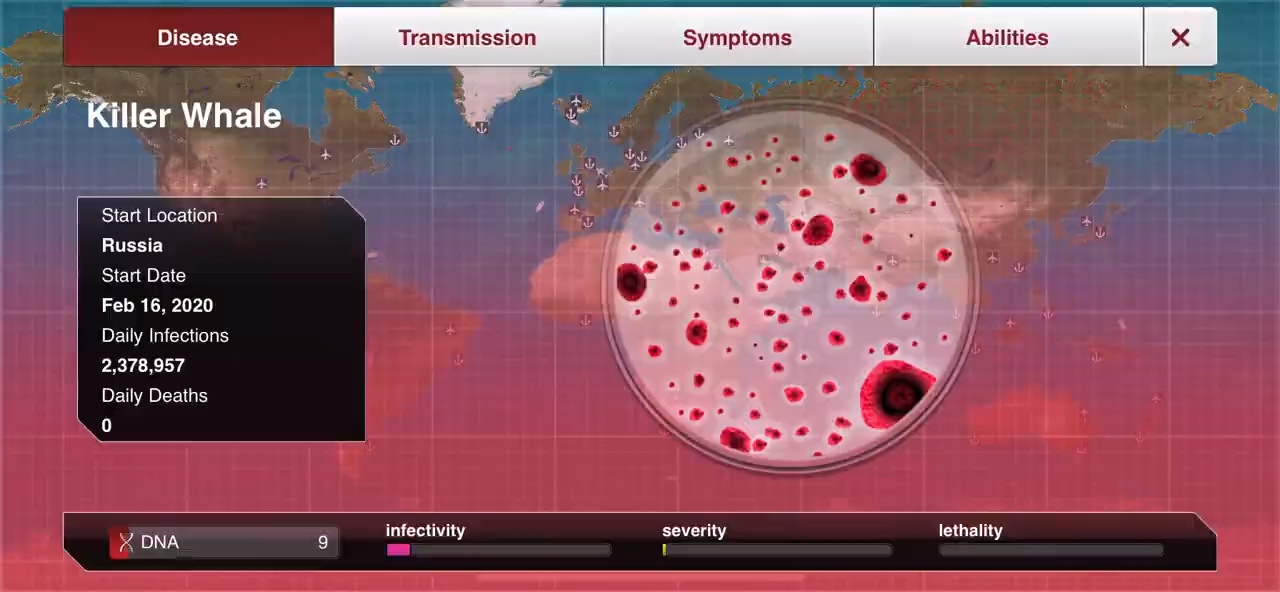 Disease
Transmission
Symptoms
Abilities
X
Killer Whale
Start Location
Russia
Start Date
Feb 16, 2020
Daily Infections
2,378,957
Daily Deaths
0
DNA
9
infectivity
severity
lethality